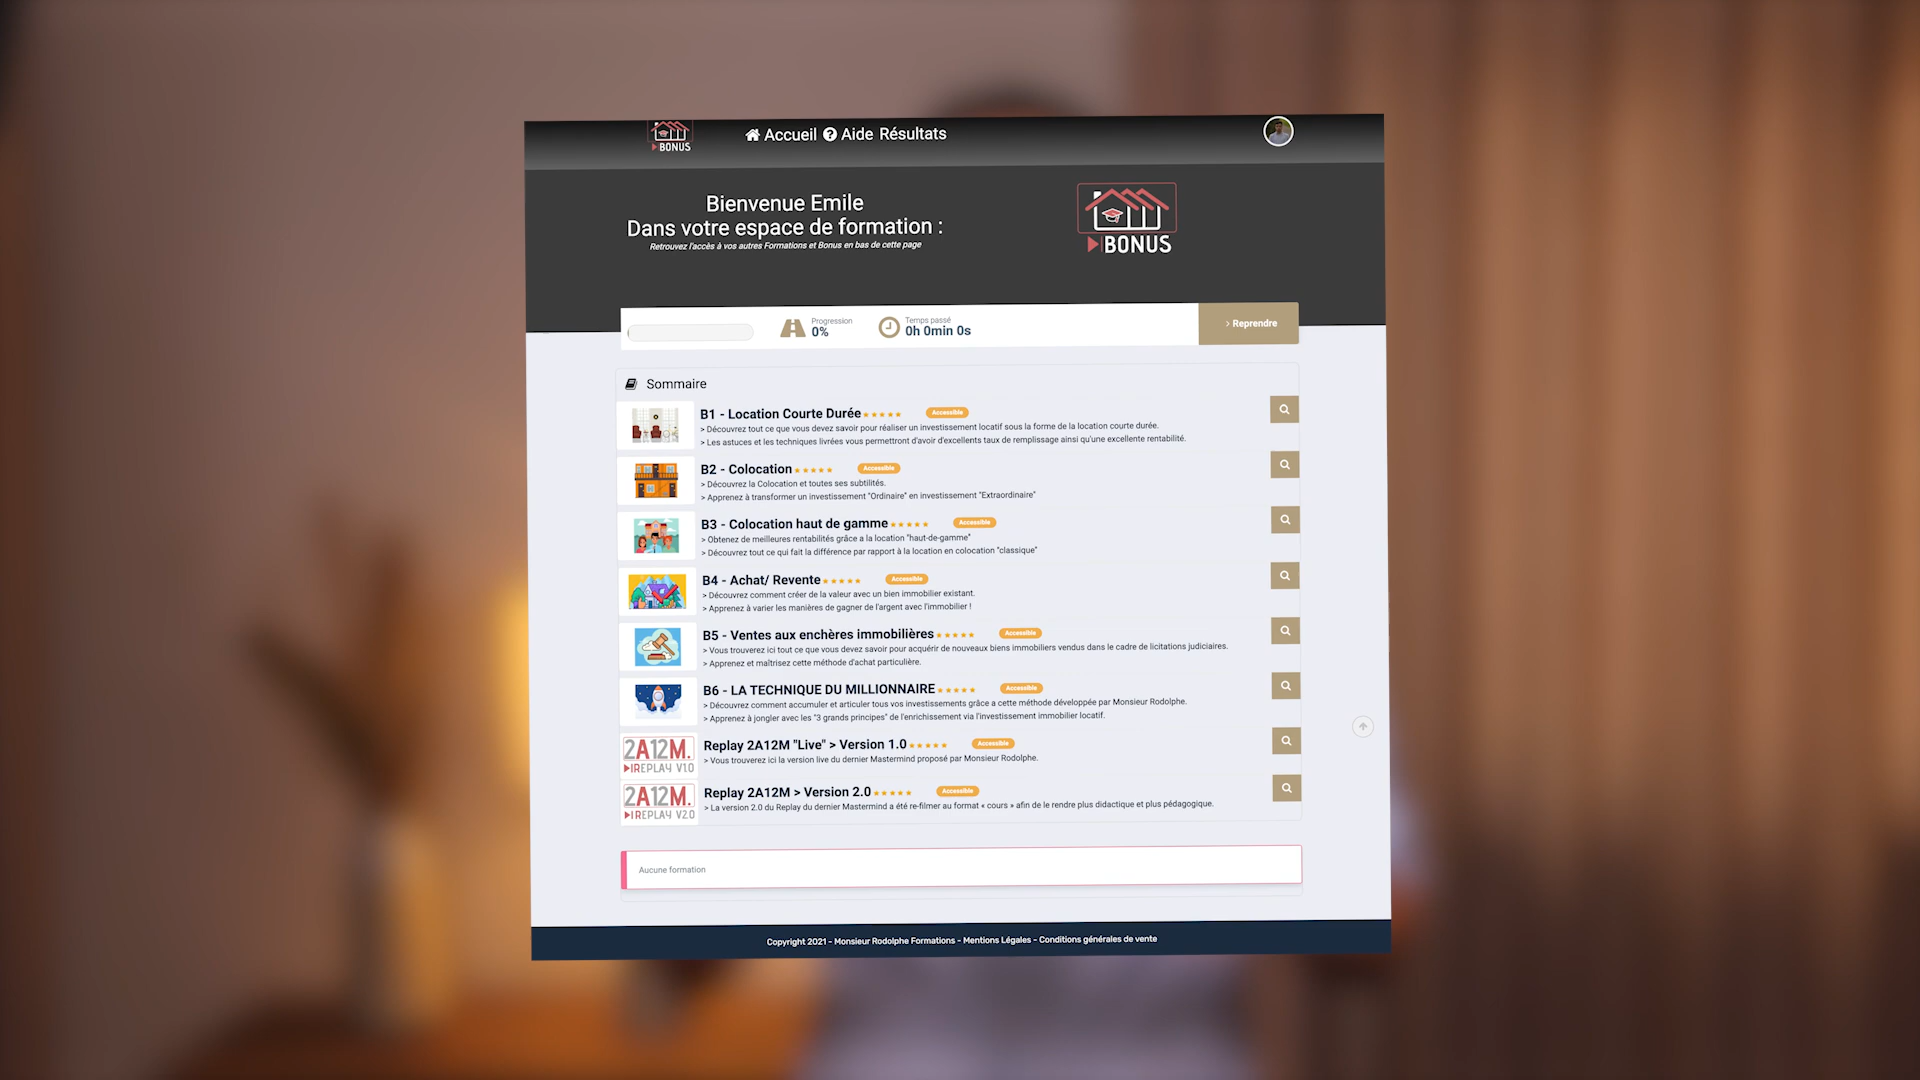 BONUS
Accueil Aide Résultats
Bienvenue Emile
Dans votre espace de formation :
Retrouvez l'accès à vos autres Formations et Bonus en bas de cette page
BONUS
Progression
0%
Temps passé
0h 0min 0s
› Reprendre
Sommaire
B1 - Location Courte Durée
Accessible
> Découvrez tout ce que vous devez savoir pour réaliser un investissement locatif sous la forme de la location courte durée.
> Les astuces et les techniques livrées vous permettront d'avoir d'excellents taux de remplissage ainsi qu'une excellente rentabilité.
B2 - Colocation
Accessible
> Découvrez la Colocation et toutes ses subtilités.
> Apprenez à transformer un investissement "Ordinaire" en investissement "Extraordinaire"
B3 - Colocation haut de gamme
Accessible
> Obtenez de meilleures rentabilités grâce a la location "haut-de-gamme"
> Découvrez tout ce qui fait la différence par rapport à la location en colocation "classique"
B4 - Achat/ Revente
Accessible
> Découvrez comment créer de la valeur avec un bien immobilier existant.
> Apprenez à varier les manières de gagner de l'argent avec l'immobilier !
B5 - Ventes aux enchères immobilières
Accessible
> Vous trouverez ici tout ce que vous devez savoir pour acquérir de nouveaux biens immobiliers vendus dans le cadre de licitations judiciaires.
> Apprenez et maîtrisez cette méthode d'achat particulière.
B6 - LA TECHNIQUE DU MILLIONNAIRE
Accessible
> Découvrez comment accumuler et articuler tous vos investissements grâce a cette méthode développée par Monsieur Rodolphe.
> Apprenez à jongler avec les "3 grands principes" de l'enrichissement via l'investissement immobilier locatif.
2A12M.
REPLAY V1.0
Replay 2A12M "Live" > Version 1.0
Accessible
> Vous trouverez ici la version live du dernier Mastermind proposé par Monsieur Rodolphe.
2A12M.
REPLAY V2.0
Replay 2A12M > Version 2.0
Accessible
> La version 2.0 du Replay du dernier Mastermind a été re-filmer au format « cours » afin de le rendre plus didactique et plus pédagogique.
Aucune formation
Copyright 2021 - Monsieur Rodolphe Formations - Mentions Légales - Conditions générales de vente